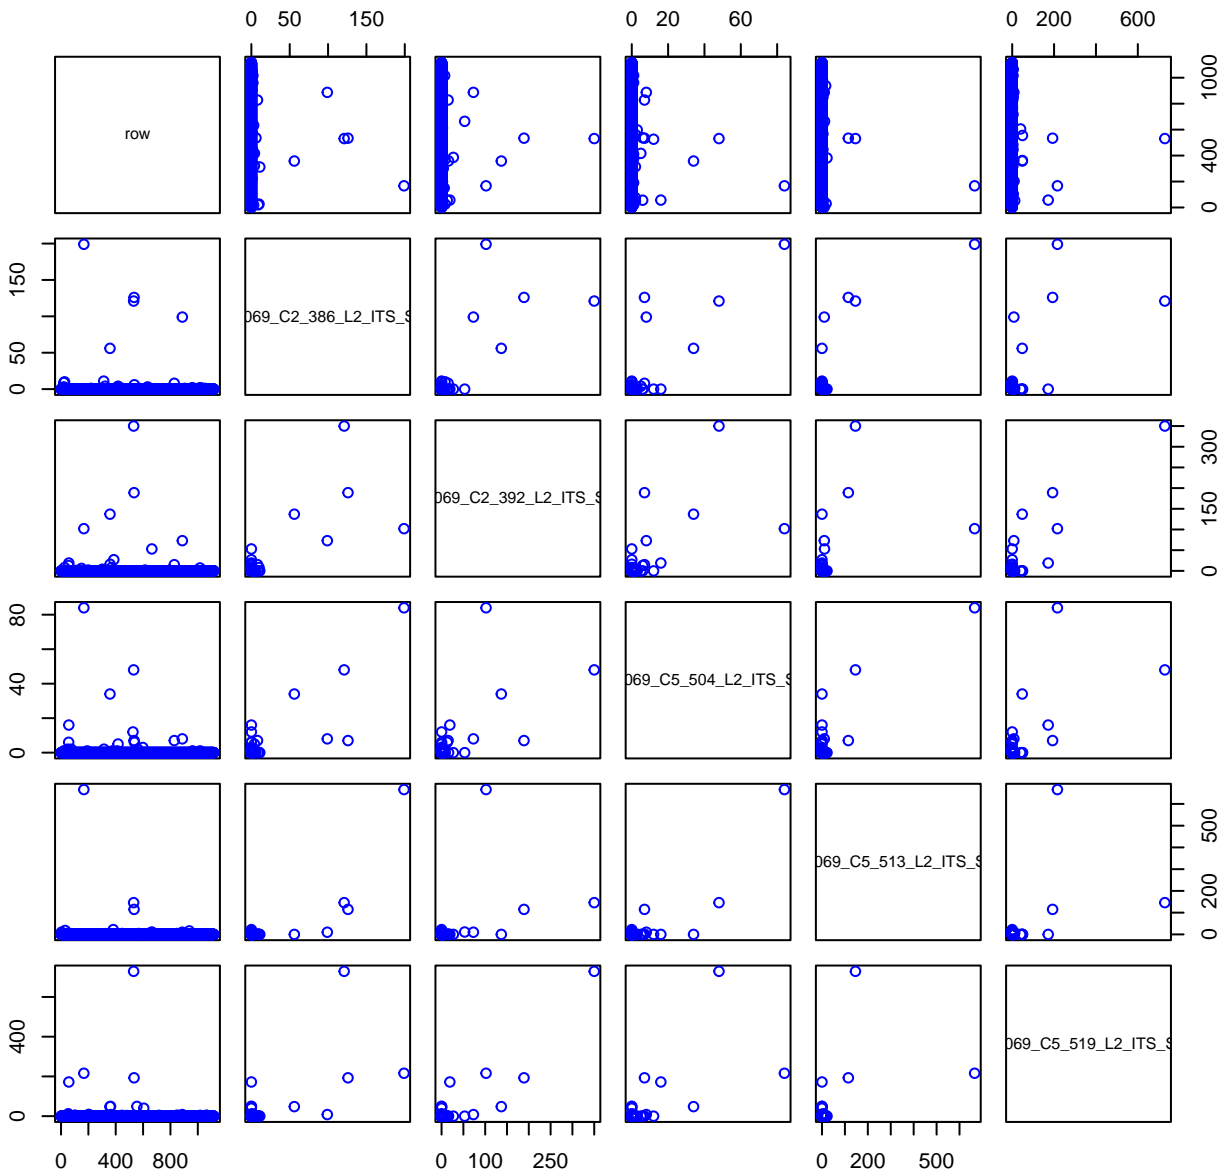 0 50 150 0 20 60 0 200 600
row
0 400 1000
0 50 150
069_C2_386_L2_ITS_S
069_C2_392_L2_ITS_S
0 150 300
0 40 80
069_C5_504_L2_ITS_S
069_C5_513_L2_ITS_S
0 200 500
0 400
069_C5_519_L2_ITS_S
0 400 800 0 100 250 0 200 500